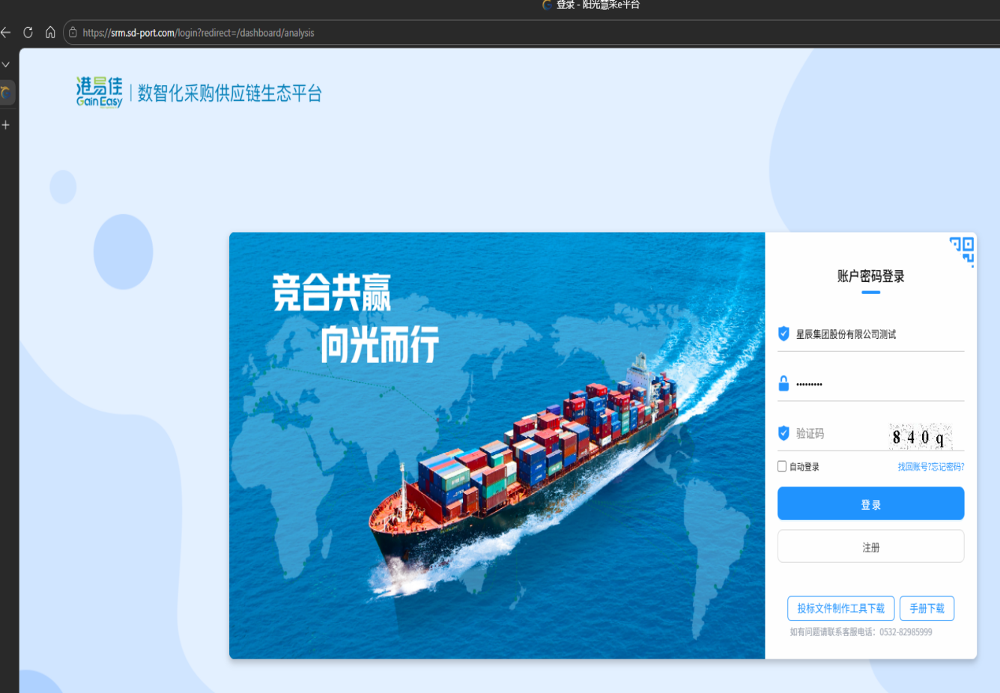 登录 - 阳光慧采e平台
https://srm.sd-port.com/login?redirect=/dashboard/analysis
港易佳
Gain Easy
数智化采购供应链生态平台
竞合共赢
向光而行
账户密码登录
星辰集团股份有限公司测试
•••••••••
验证码
840q
自动登录
找回账号?忘记密码?
登录
注册
投标文件制作工具下载
手册下载
如有问题请联系客服电话：0532-82985999